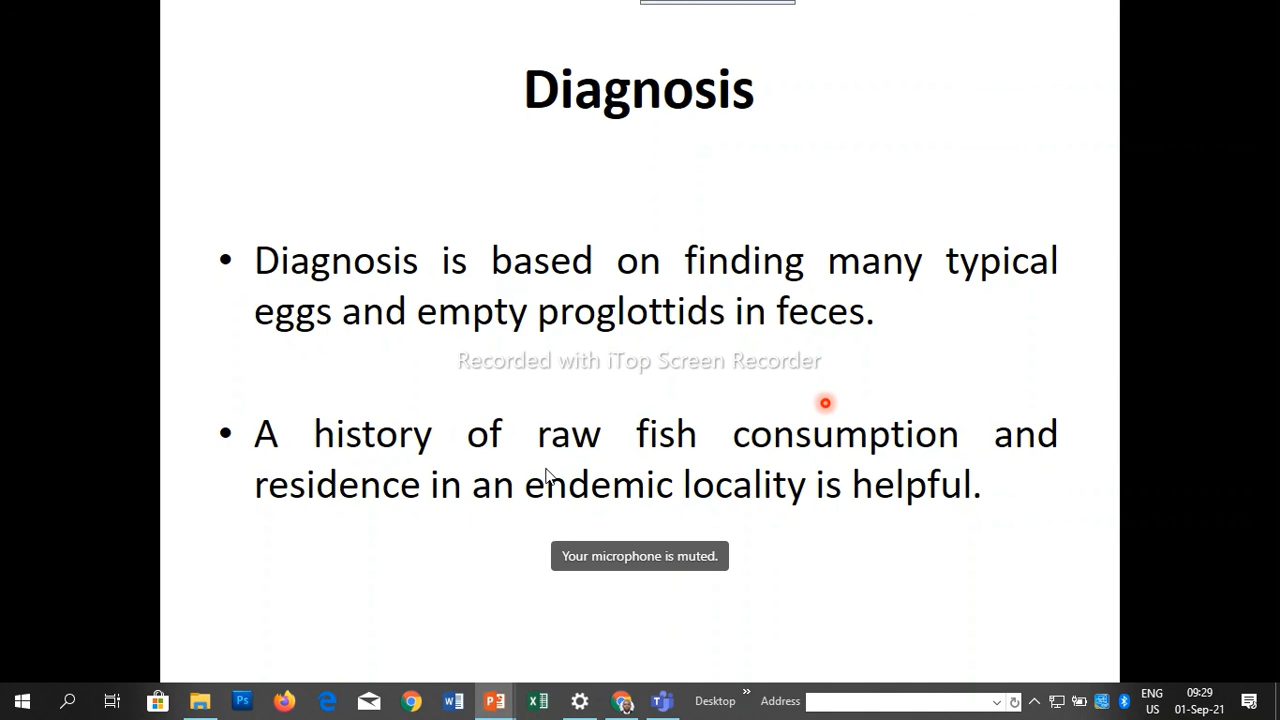 Diagnosis
• Diagnosis is based on finding many typical
eggs and empty proglottids in feces.
Recorded with iTop Screen Recorder
• A history of raw fish consumption and
residence in an endemic locality is helpful.
Your microphone is muted.
Desktop » Address ENG 09:29
US 01-Sep-21